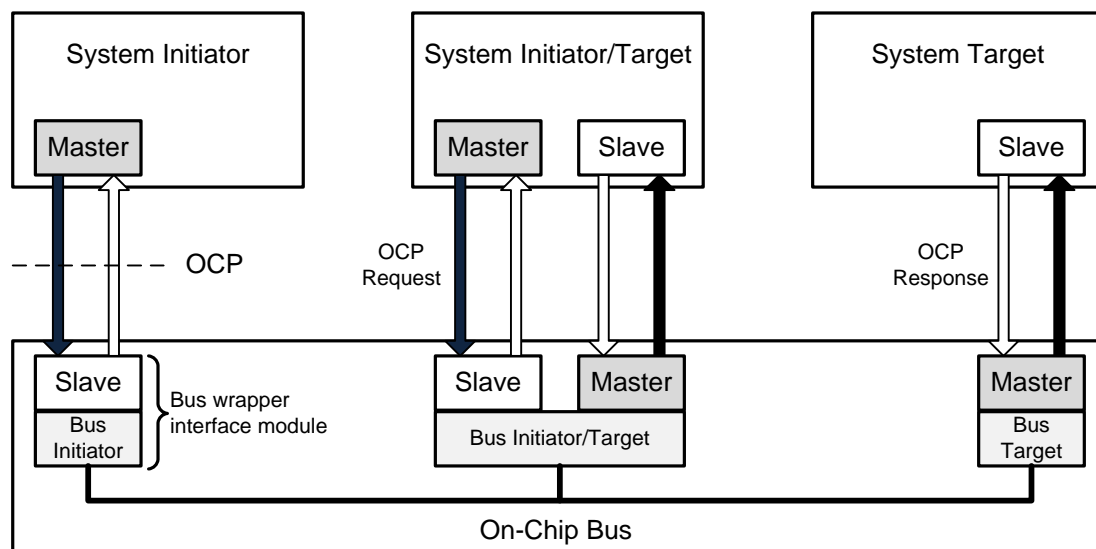 System Initiator
System Initiator/Target
System Target
Master
Master
Slave
Slave
OCP
OCP
Request
OCP
Response
Slave
Bus
Initiator
Bus wrapper
interface module
Slave
Master
Bus Initiator/Target
Master
Bus
Target
On-Chip Bus